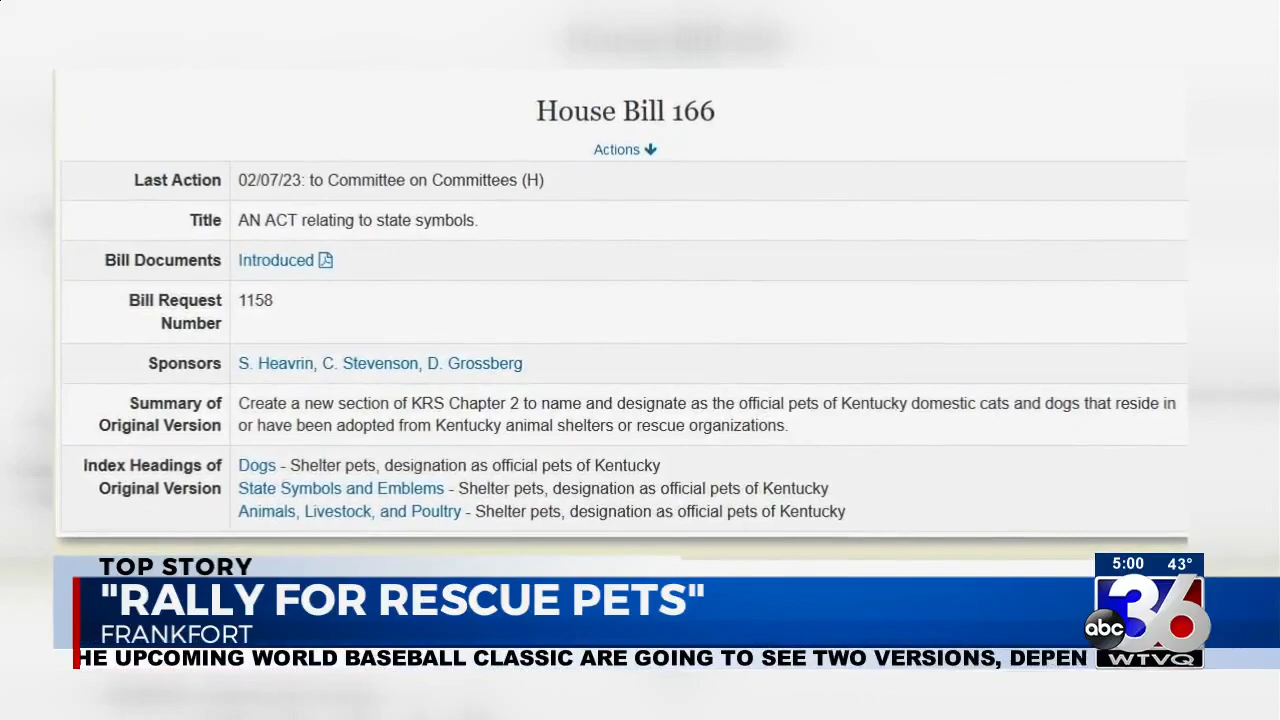 House Bill 166
Actions
Last Action 02/07/23: to Committee on Committees (H)
Title AN ACT relating to state symbols.
Bill Documents Introduced
Bill Request Number 1158
Sponsors S. Heavrin, C. Stevenson, D. Grossberg
Summary of Original Version Create a new section of KRS Chapter 2 to name and designate as the official pets of Kentucky domestic cats and dogs that reside in
or have been adopted from Kentucky animal shelters or rescue organizations.
Index Headings of Original Version Dogs - Shelter pets, designation as official pets of Kentucky
State Symbols and Emblems - Shelter pets, designation as official pets of Kentucky
Animals, Livestock, and Poultry - Shelter pets, designation as official pets of Kentucky
TOP STORY
"RALLY FOR RESCUE PETS"
FRANKFORT
5:00 43°
abc 36
WTVQ
HE UPCOMING WORLD BASEBALL CLASSIC ARE GOING TO SEE TWO VERSIONS, DEPEN